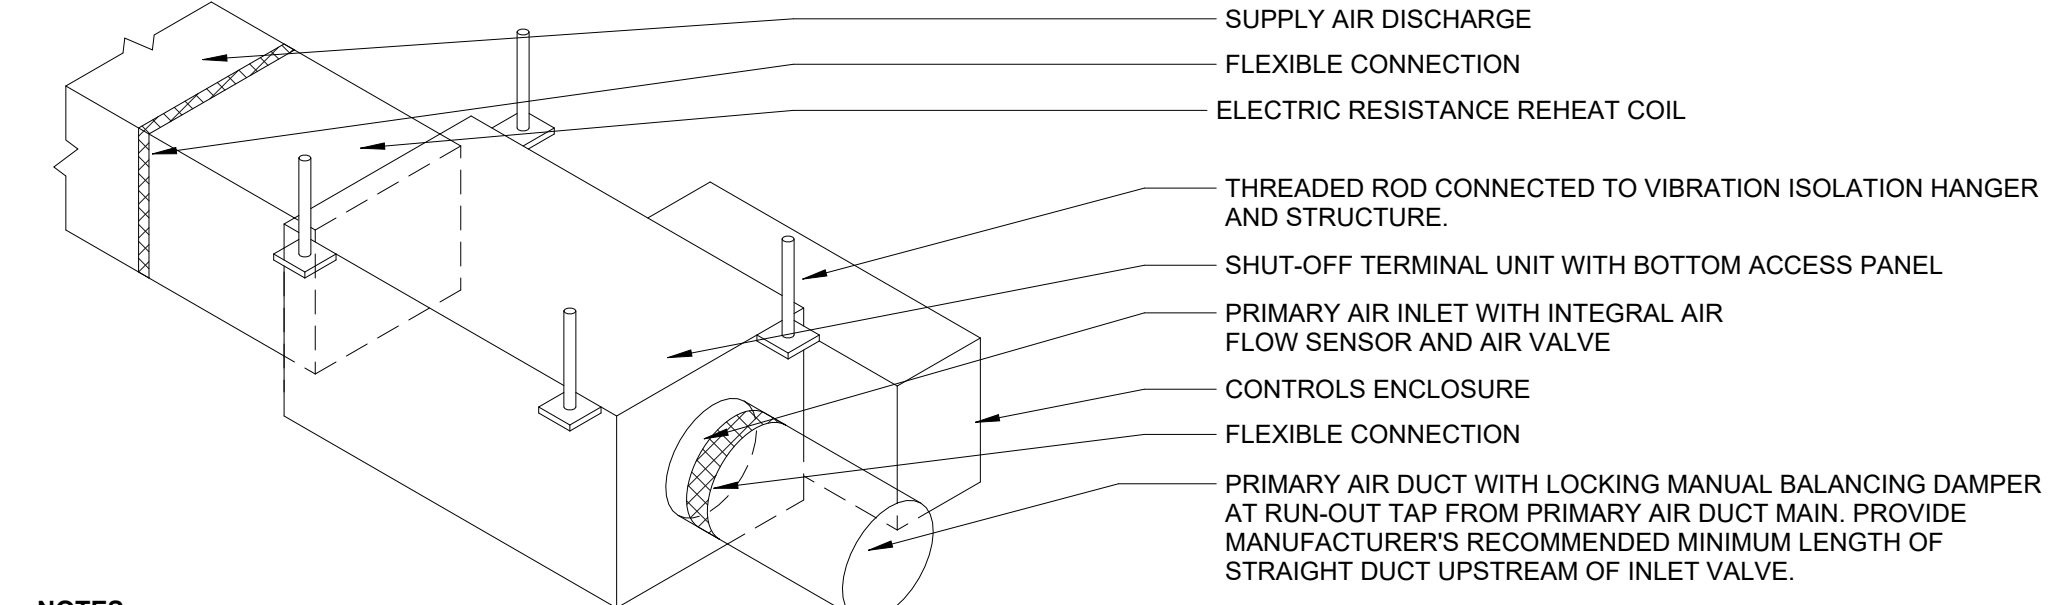 SUPPLY AIR DISCHARGE
FLEXIBLE CONNECTION
ELECTRIC RESISTANCE REHEAT COIL
THREADED ROD CONNECTED TO VIBRATION ISOLATION HANGER
AND STRUCTURE.
SHUT-OFF TERMINAL UNIT WITH BOTTOM ACCESS PANEL
PRIMARY AIR INLET WITH INTEGRAL AIR
FLOW SENSOR AND AIR VALVE
CONTROLS ENCLOSURE
FLEXIBLE CONNECTION
PRIMARY AIR DUCT WITH LOCKING MANUAL BALANCING DAMPER
AT RUN-OUT TAP FROM PRIMARY AIR DUCT MAIN. PROVIDE
MANUFACTURER'S RECOMMENDED MINIMUM LENGTH OF
STRAIGHT DUCT UPSTREAM OF INLET VALVE.
NOTES